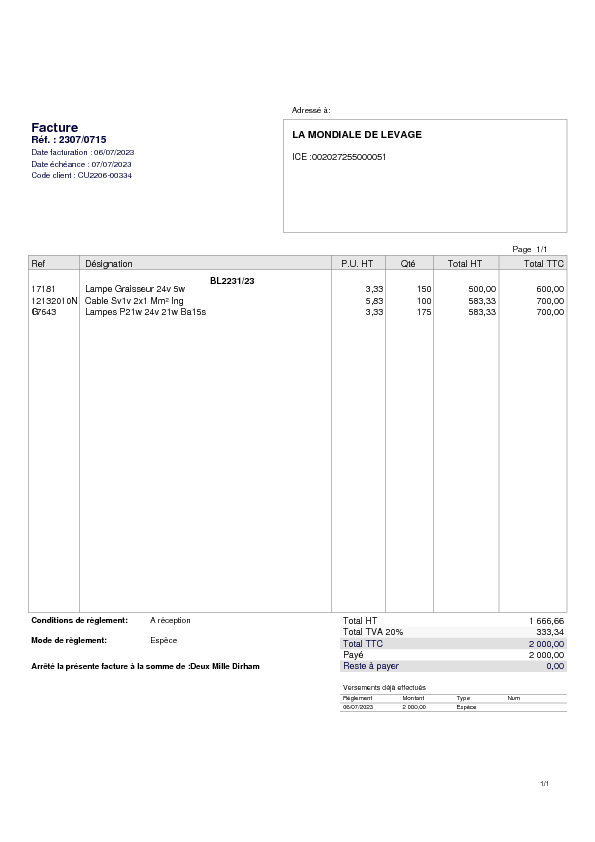 Adressé à:
Facture
Réf. : 2307/0715
Date facturation : 06/07/2023
Date échéance : 07/07/2023
Code client : CU2206-00334
LA MONDIALE DE LEVAGE
ICE :002027255000051
Page 1/1
Ref Désignation P.U. HT Qté Total HT Total TTC
BL2231/23
17181 Lampe Graisseur 24v 5w 3,33 150 500,00 600,00
12132010N Cable Sv1v 2x1 Mm² Ing 5,83 100 583,33 700,00
G
17643 Lampes P21w 24v 21w Ba15s 3,33 175 583,33 700,00
Conditions de règlement: A réception
Mode de règlement: Espèce
Arrêté la présente facture à la somme de :Deux Mille Dirham
Total HT 1 666,66
Total TVA 20% 333,34
Total TTC 2 000,00
Payé 2 000,00
Reste à payer 0,00
Versements déjà effectués
Règlement Montant Type Num
06/07/2023 2 000,00 Espèce
1/1